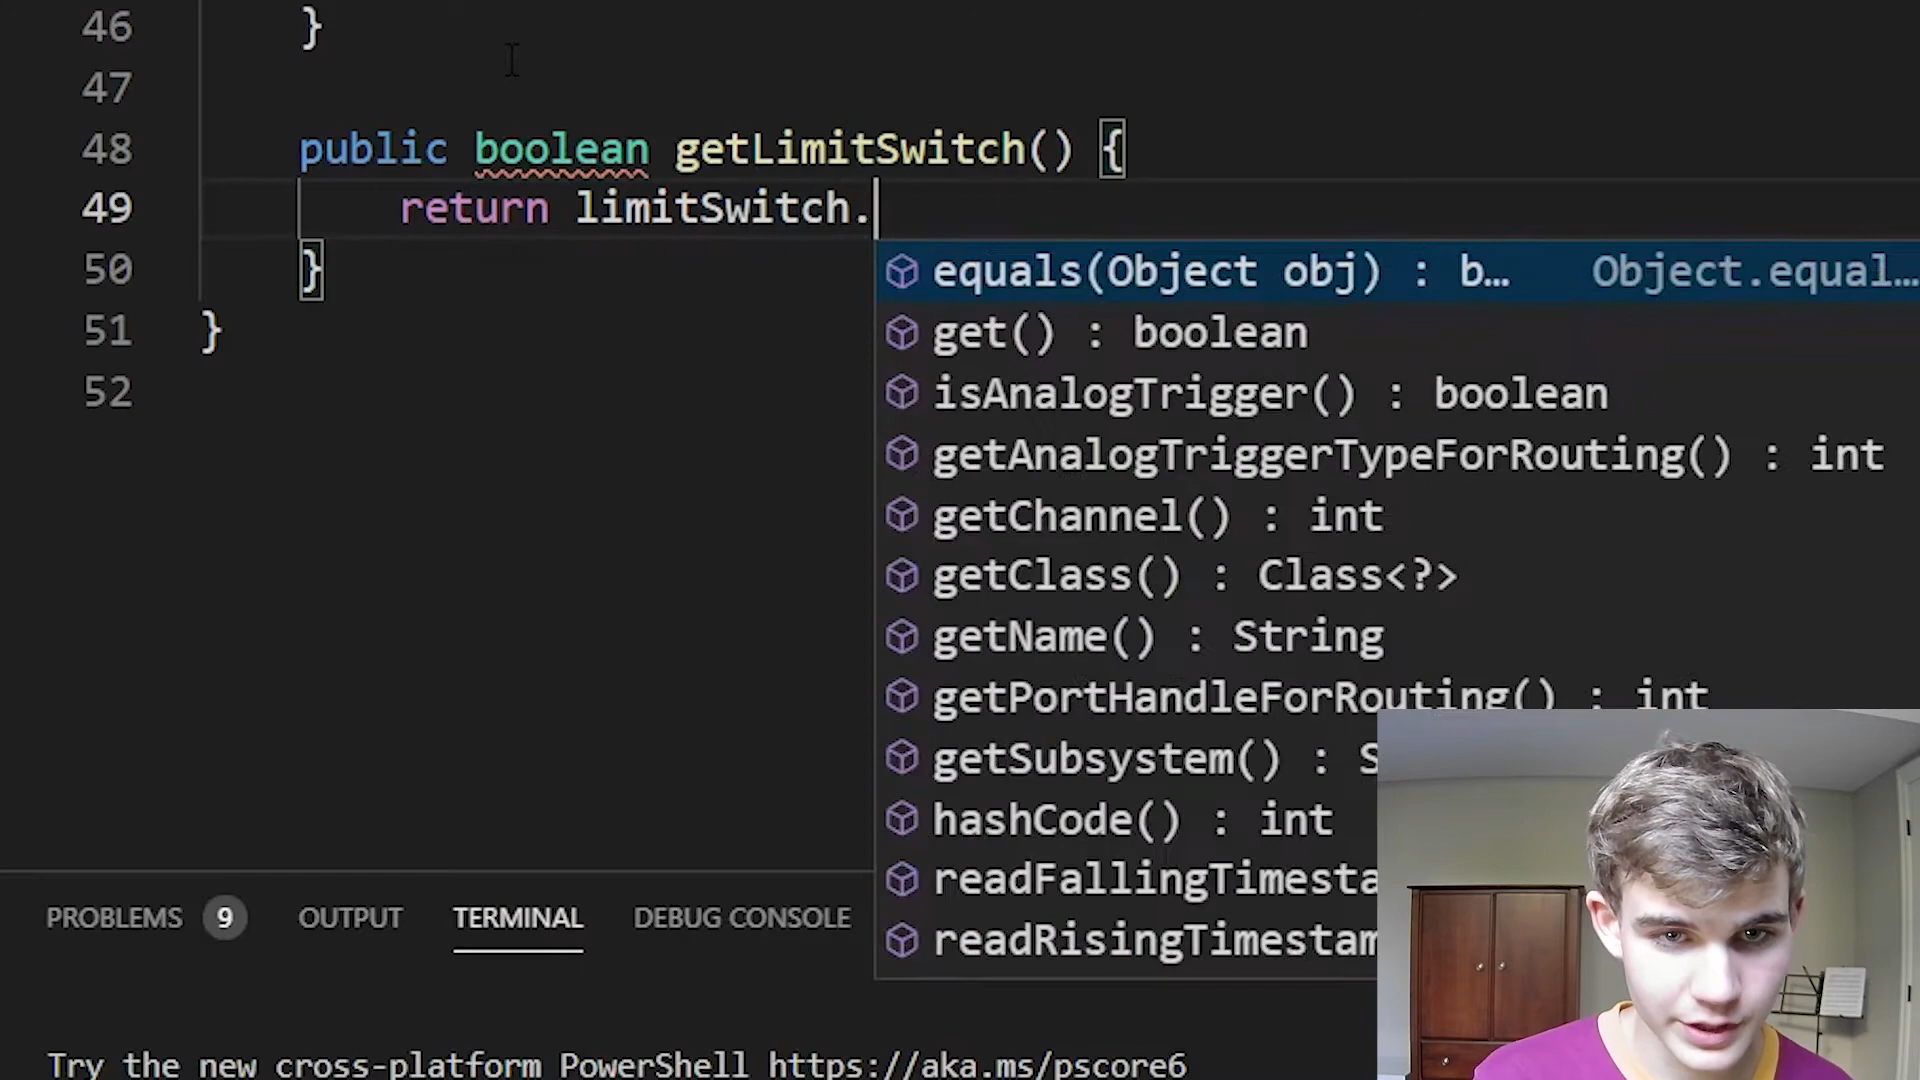 46 }
47
48 public boolean getLimitSwitch() {
49 return limitSwitch.
50 }
51 }
52
equals(Object obj) : b… Object.equal…
get() : boolean
isAnalogTrigger() : boolean
getAnalogTriggerTypeForRouting() : int
getChannel() : int
getClass() : Class<?>
getName() : String
getPortHandleForRouting() : int
getSubsystem() : S
hashCode() : int
readFallingTimesta
readRisingTimestam
PROBLEMS 9 OUTPUT TERMINAL DEBUG CONSOLE
Try the new cross-platform PowerShell https://aka.ms/pscore6